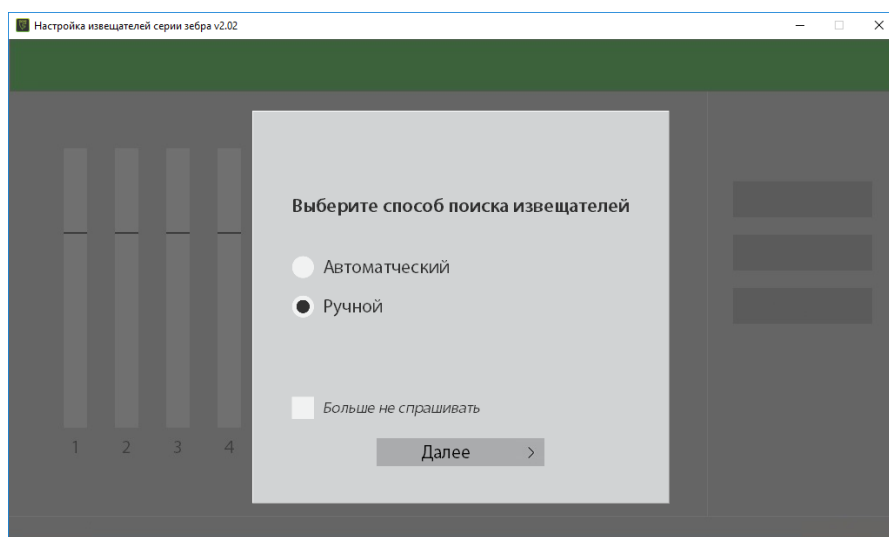 Настройка извещателей серии зебра v2.02
Выберите способ поиска извещателей
Автоматческий
Ручной
Больше не спрашивать
Далее
1 2 3 4